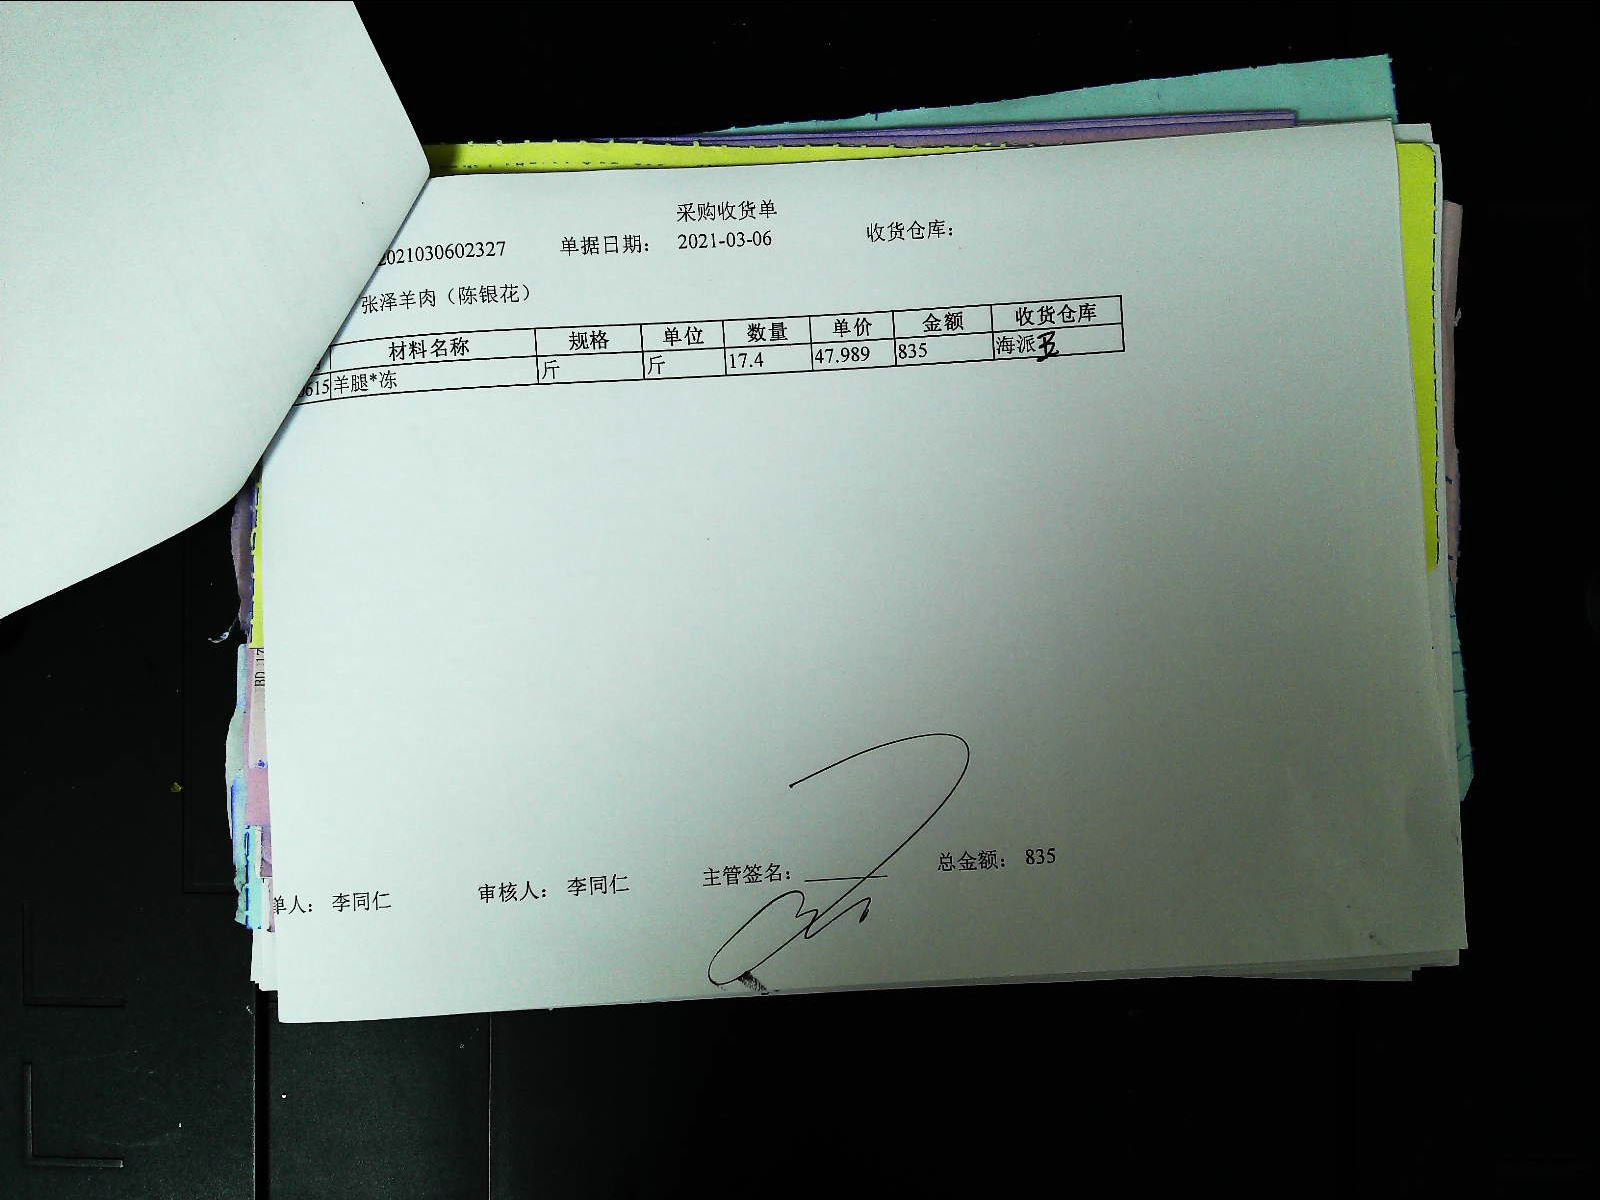 采购收货单
2021030602327 单据日期: 2021-03-06 收货仓库:
张泽羊肉（陈银花）
材料名称 规格 单位 数量 单价 金额 收货仓库
615 羊腿*冻 斤 斤 17.4 47.989 835 海派
单人: 李同仁 审核人: 李同仁 主管签名: 总金额: 835